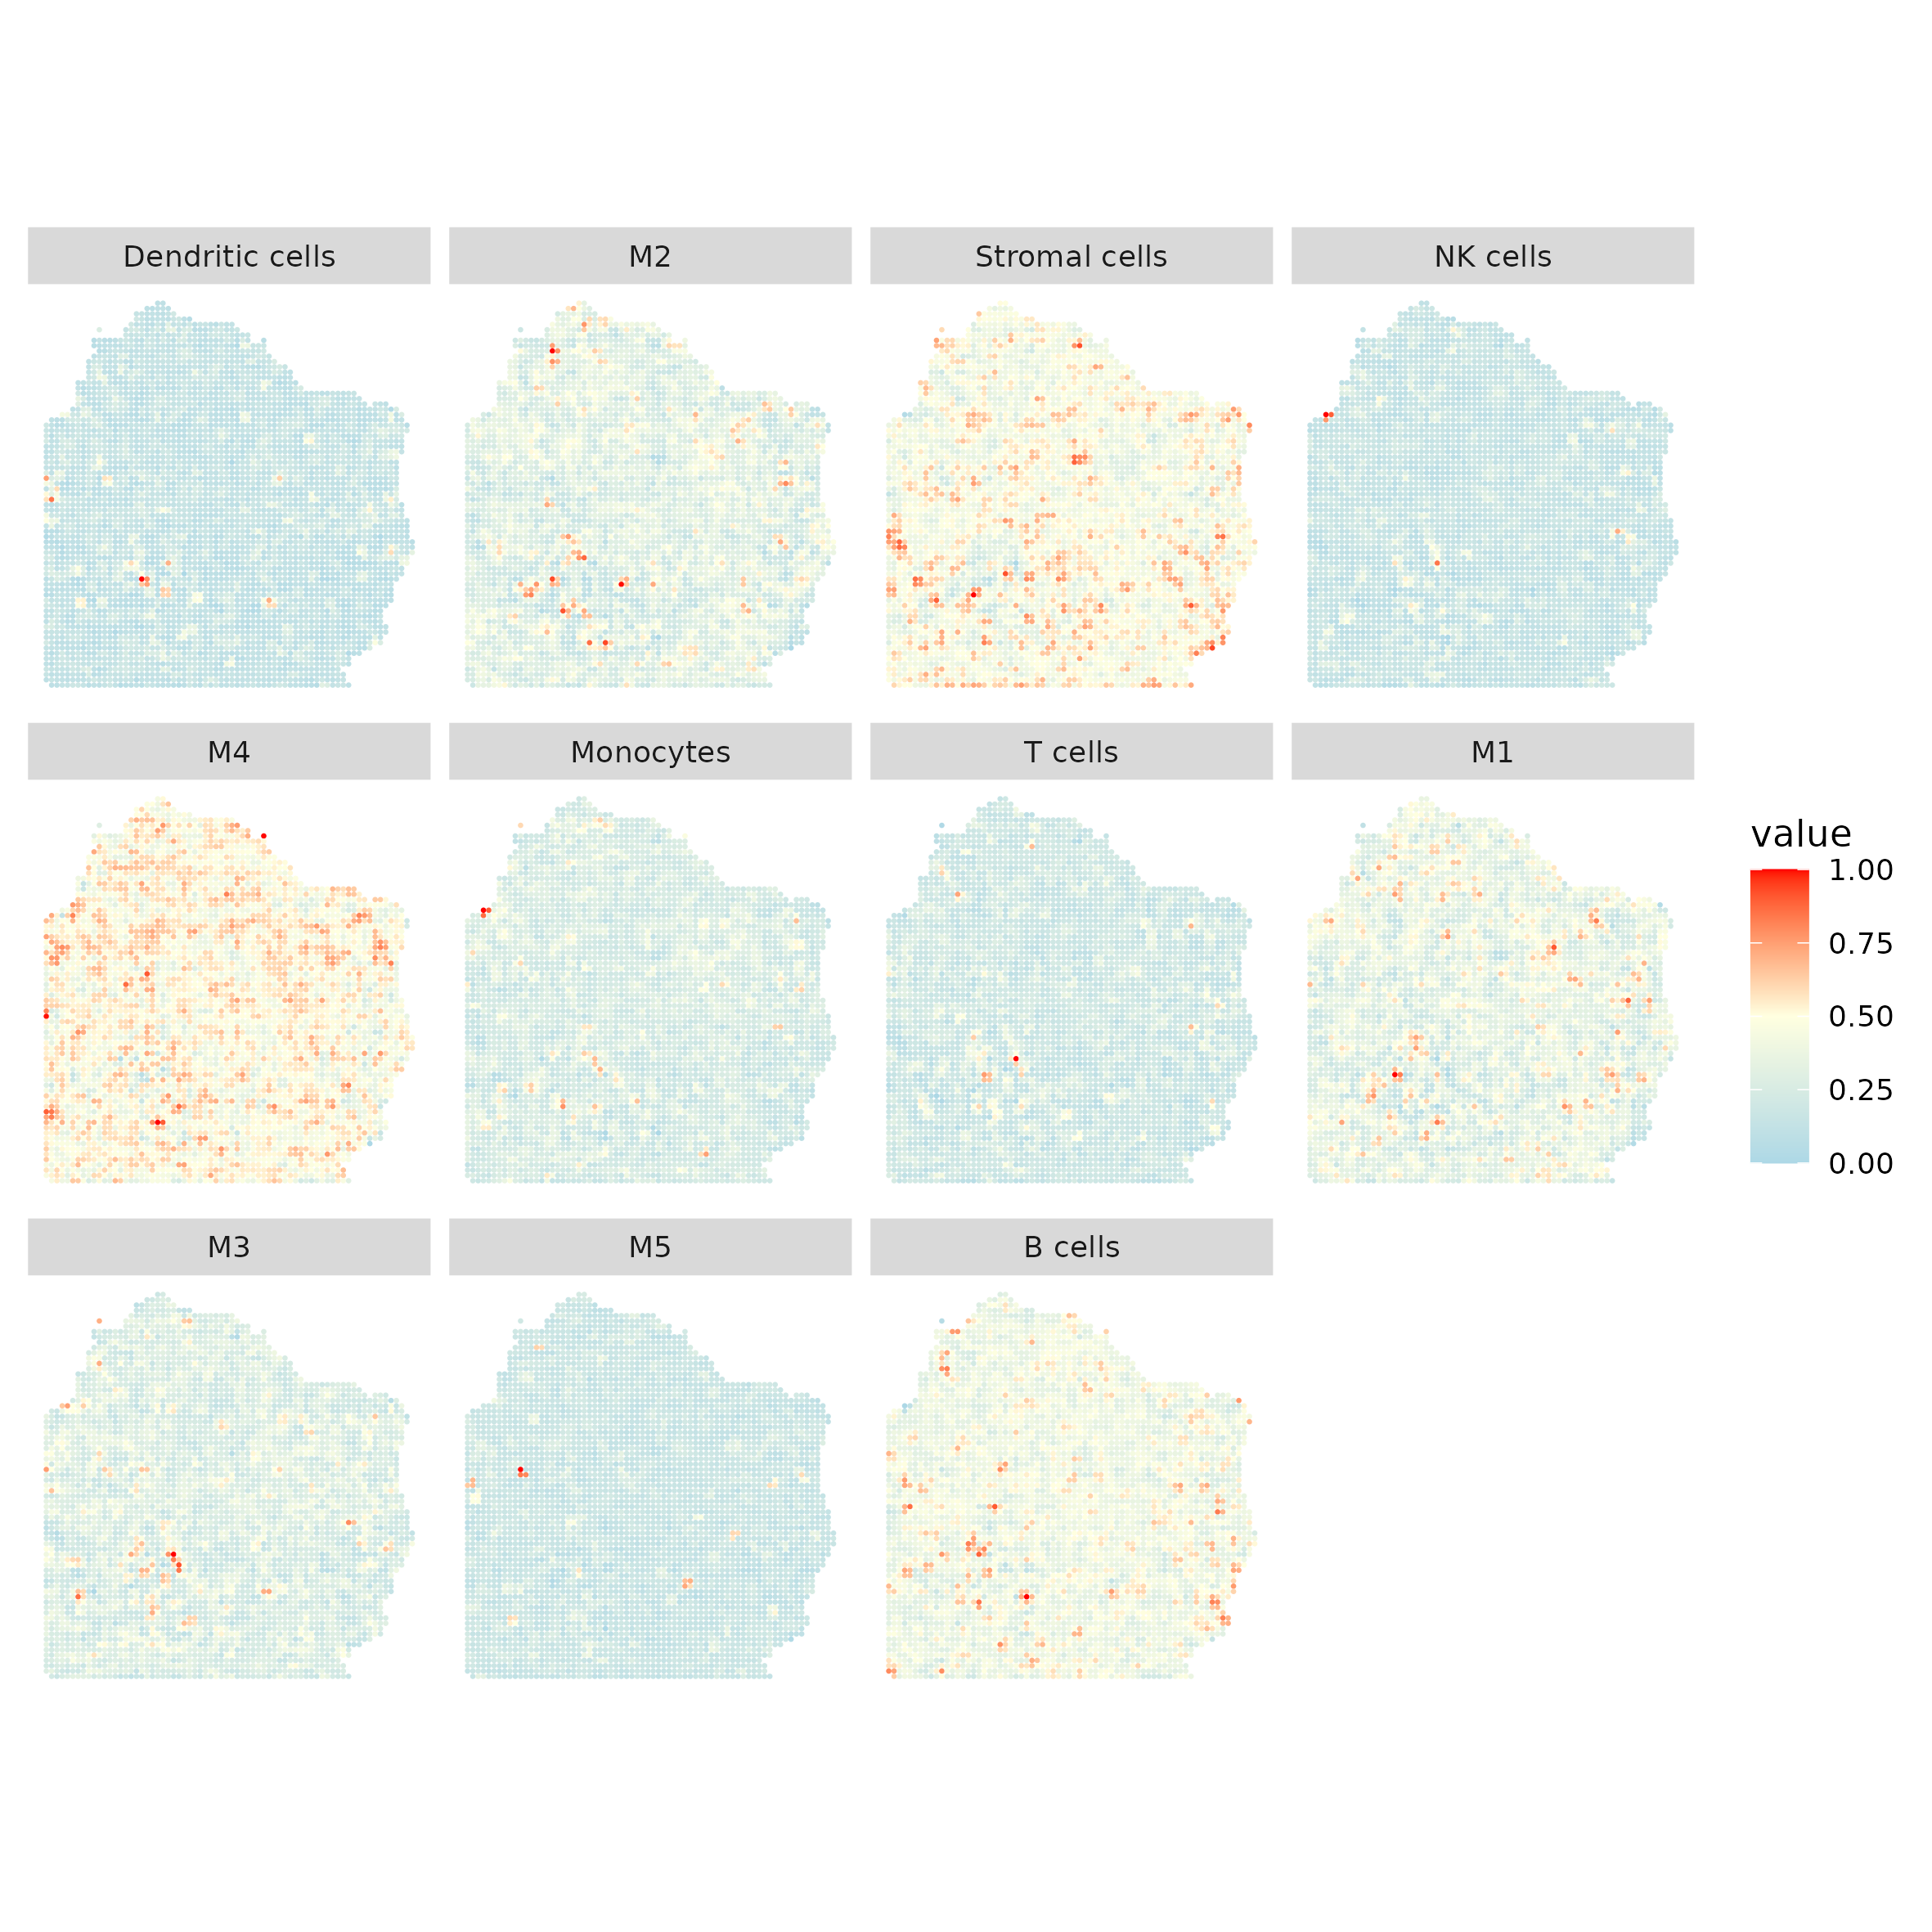 Dendritic cells
M2
Stromal cells
NK cells
M4
Monocytes
T cells
M1
M3
M5
B cells
value
1.00
0.75
0.50
0.25
0.00